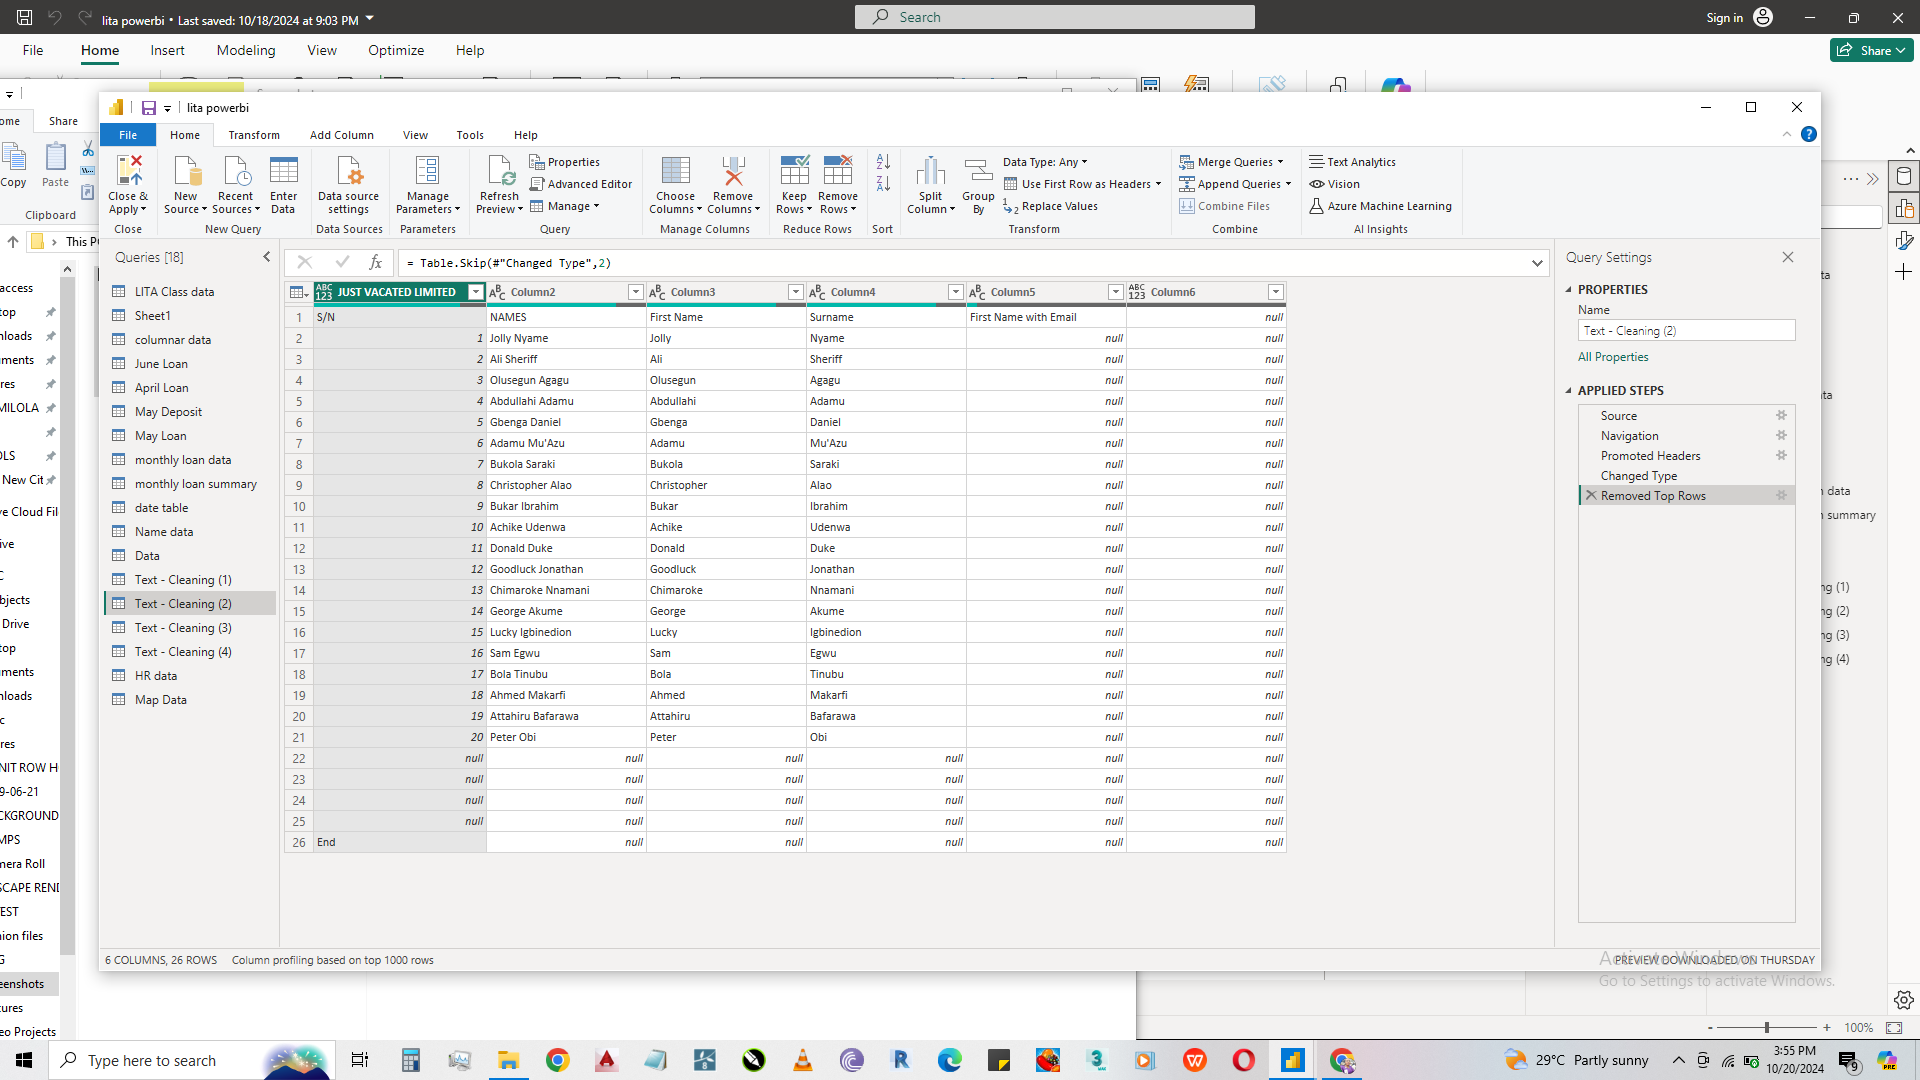 lita powerbi • Last saved: 10/18/2024 at 9:03 PM
Search
Sign in
File Home Insert Modeling View Optimize Help
Share
lita powerbi
Share
File Home Transform Add Column View Tools Help
Copy
Paste
Clipboard
This P
Close & Apply
Close
New Source
Recent Sources
Enter Data
New Query
Data source settings
Data Sources
Manage Parameters
Parameters
Refresh Preview
Properties
Advanced Editor
Manage
Query
Choose Columns
Remove Columns
Manage Columns
Keep Rows
Remove Rows
Reduce Rows
Sort
Split Column
Group By
Data Type: Any
Use First Row as Headers
Replace Values
Transform
Merge Queries
Append Queries
Combine Files
Combine
Text Analytics
Vision
Azure Machine Learning
AI Insights
Queries [18]
LITA Class data
Sheet1
columnar data
June Loan
April Loan
May Deposit
May Loan
monthly loan data
monthly loan summary
date table
Name data
Data
Text - Cleaning (1)
Text - Cleaning (2)
Text - Cleaning (3)
Text - Cleaning (4)
HR data
Map Data
fx = Table.Skip(#"Changed Type",2)
ABC 123 JUST VACATED LIMITED ABC Column2 ABC Column3 ABC Column4 ABC Column5 ABC 123 Column6
1 S/N NAMES First Name Surname First Name with Email null
2 1 Jolly Nyame Jolly Nyame null null
3 2 Ali Sheriff Ali Sheriff null null
4 3 Olusegun Agagu Olusegun Agagu null null
5 4 Abdullahi Adamu Abdullahi Adamu null null
6 5 Gbenga Daniel Gbenga Daniel null null
7 6 Adamu Mu'Azu Adamu Mu'Azu null null
8 7 Bukola Saraki Bukola Saraki null null
9 8 Christopher Alao Christopher Alao null null
10 9 Bukar Ibrahim Bukar Ibrahim null null
11 10 Achike Udenwa Achike Udenwa null null
12 11 Donald Duke Donald Duke null null
13 12 Goodluck Jonathan Goodluck Jonathan null null
14 13 Chimaroke Nnamani Chimaroke Nnamani null null
15 14 George Akume George Akume null null
16 15 Lucky Igbinedion Lucky Igbinedion null null
17 16 Sam Egwu Sam Egwu null null
18 17 Bola Tinubu Bola Tinubu null null
19 18 Ahmed Makarfi Ahmed Makarfi null null
20 19 Attahiru Bafarawa Attahiru Bafarawa null null
21 20 Peter Obi Peter Obi null null
22 null null null null null null
23 null null null null null null
24 null null null null null null
25 null null null null null null
26 End null null null null null
Query Settings
PROPERTIES
Name
Text - Cleaning (2)
All Properties
APPLIED STEPS
Source
Navigation
Promoted Headers
Changed Type
Removed Top Rows
6 COLUMNS, 26 ROWS Column profiling based on top 1000 rows
PREVIEW DOWNLOADED ON THURSDAY
Activate Windows
Go to Settings to activate Windows.
100%
Type here to search
29°C Partly sunny
3:55 PM
10/20/2024
9